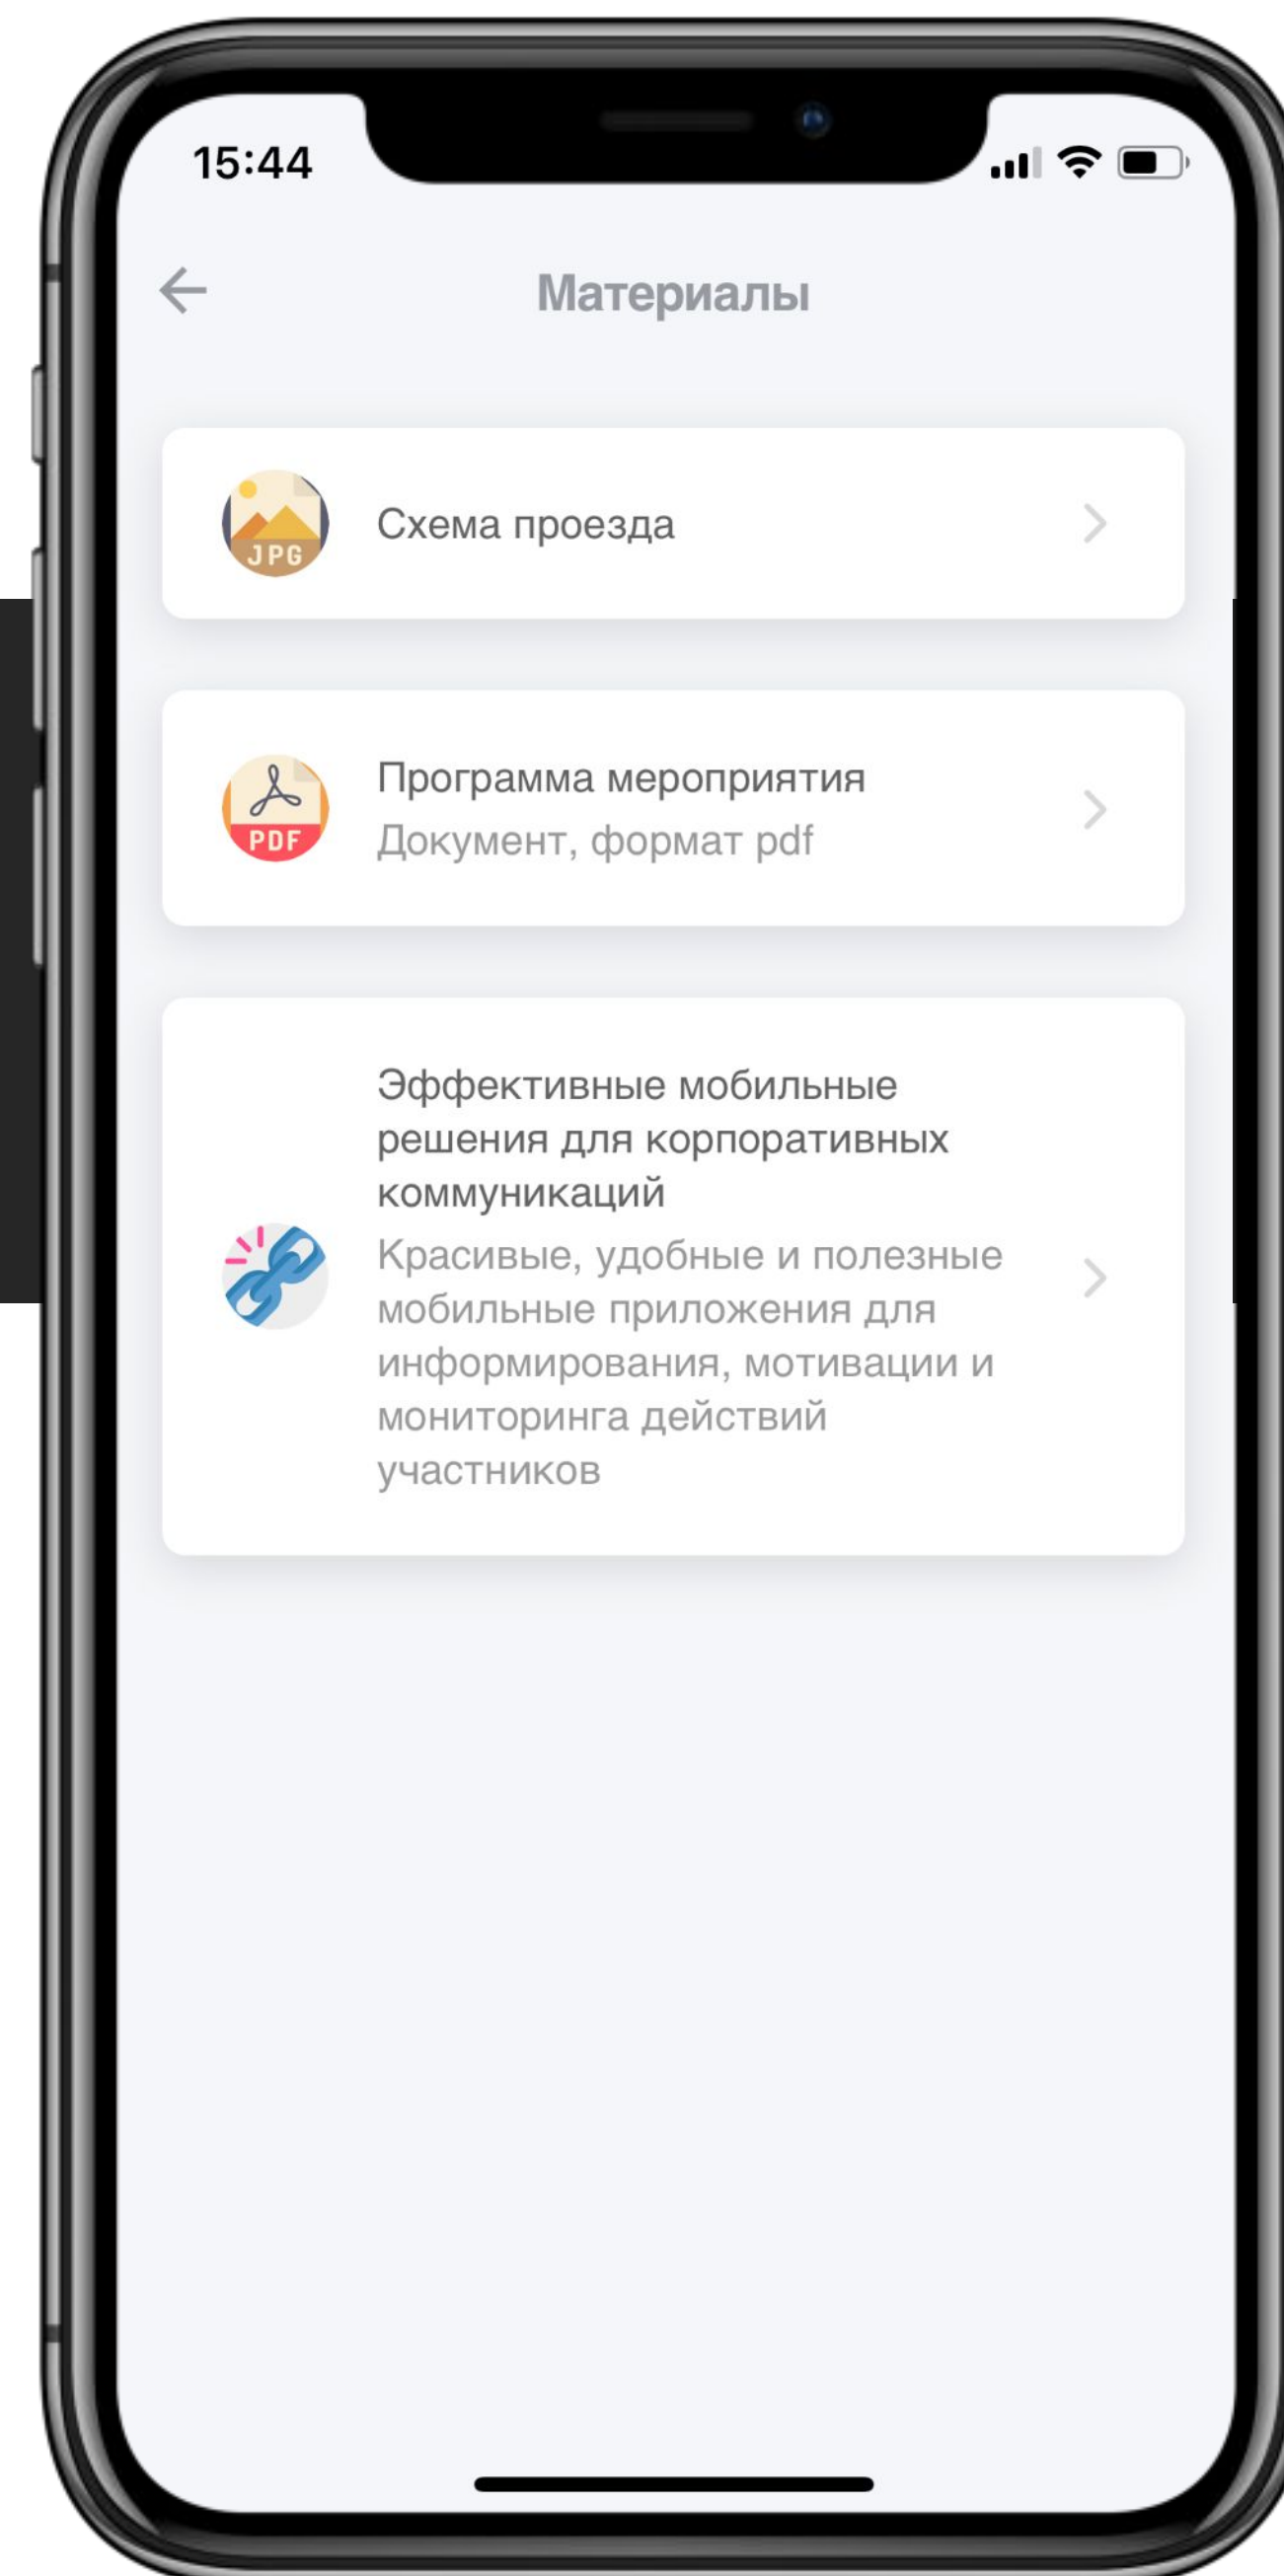 15:44
Материалы
JPG
Схема проезда
PDF
Программа мероприятия
Документ, формат pdf
Эффективные мобильные
решения для корпоративных
коммуникаций
Красивые, удобные и полезные
мобильные приложения для
информирования, мотивации и
мониторинга действий
участников